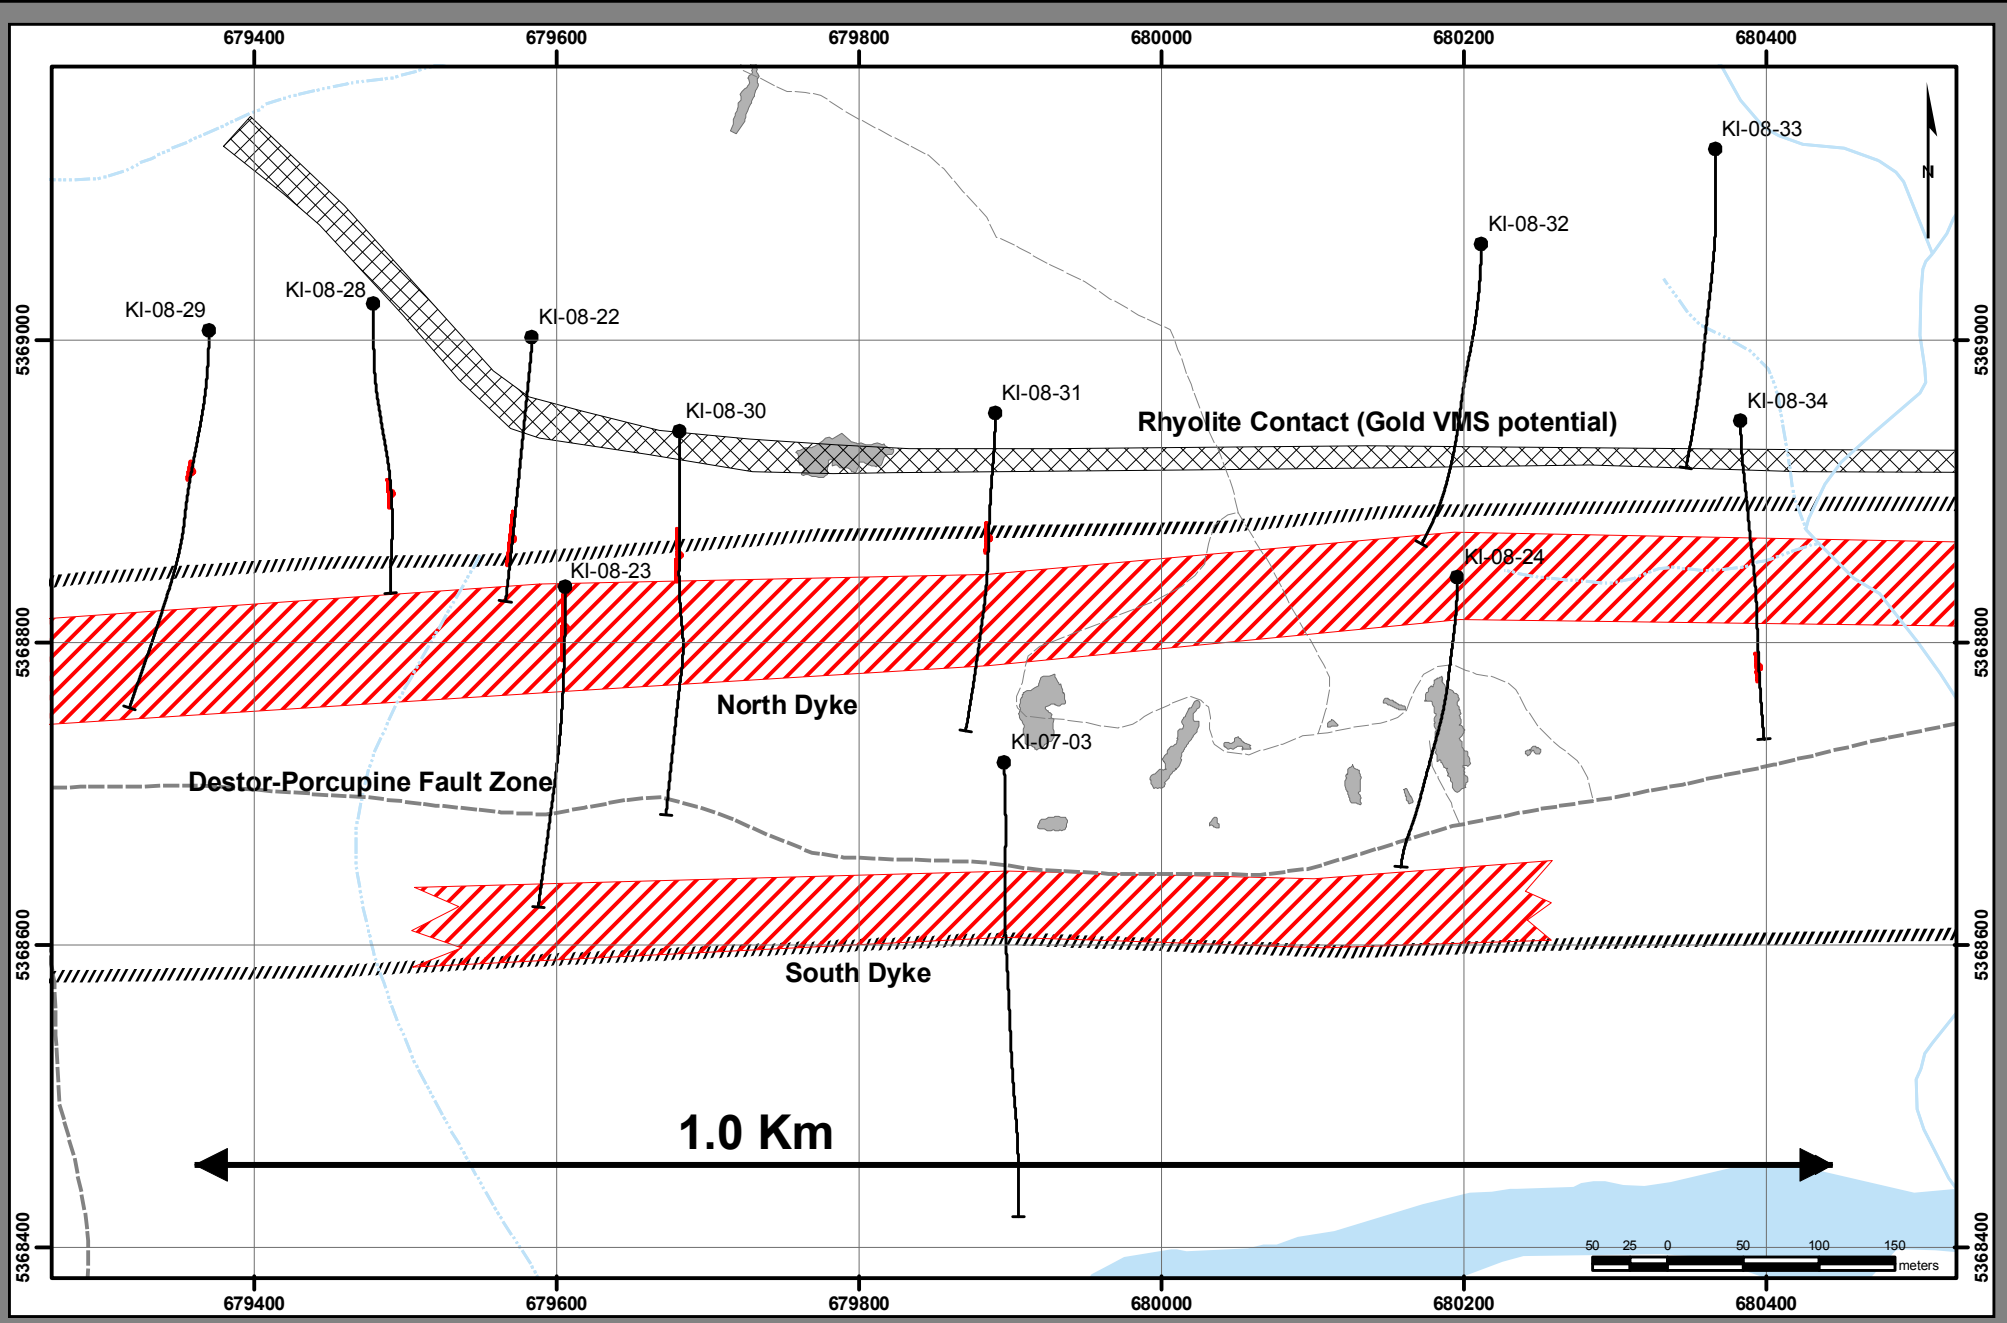 679400 679600 679800 680000 680200 680400
KI-08-33
N
KI-08-32
KI-08-28
KI-08-29
KI-08-22
5369000
5369000
KI-08-31
KI-08-34
KI-08-30
Rhyolite Contact (Gold VMS potential)
KI-08-24
KI-08-23
5368800
5368800
North Dyke
KI-07-03
Destor-Porcupine Fault Zone
5368600
5368600
South Dyke
1.0 Km
5368400
5368400
50 25 0 50 100 150
meters
679400 679600 679800 680000 680200 680400